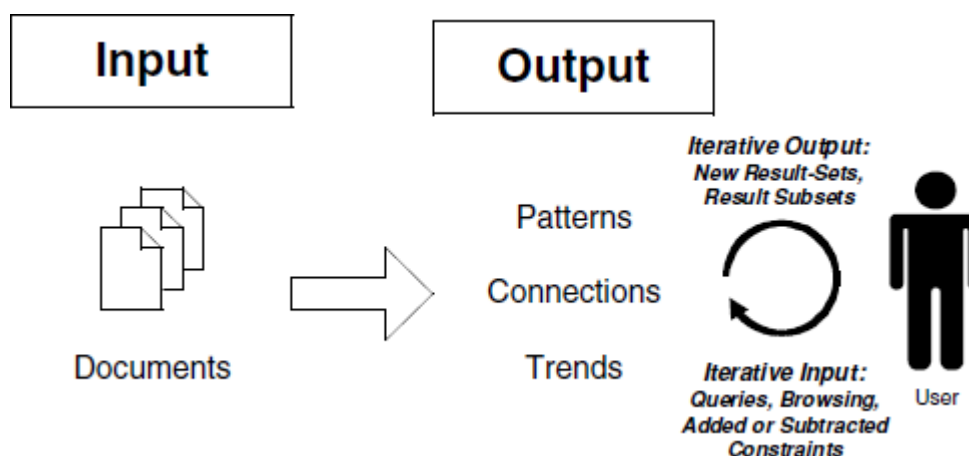 Input
Output
Iterative Output:
New Result-Sets,
Result Subsets
Patterns
Connections
Documents
Trends
Iterative Input:
Queries, Browsing,
Added or Subtracted
Constraints
User